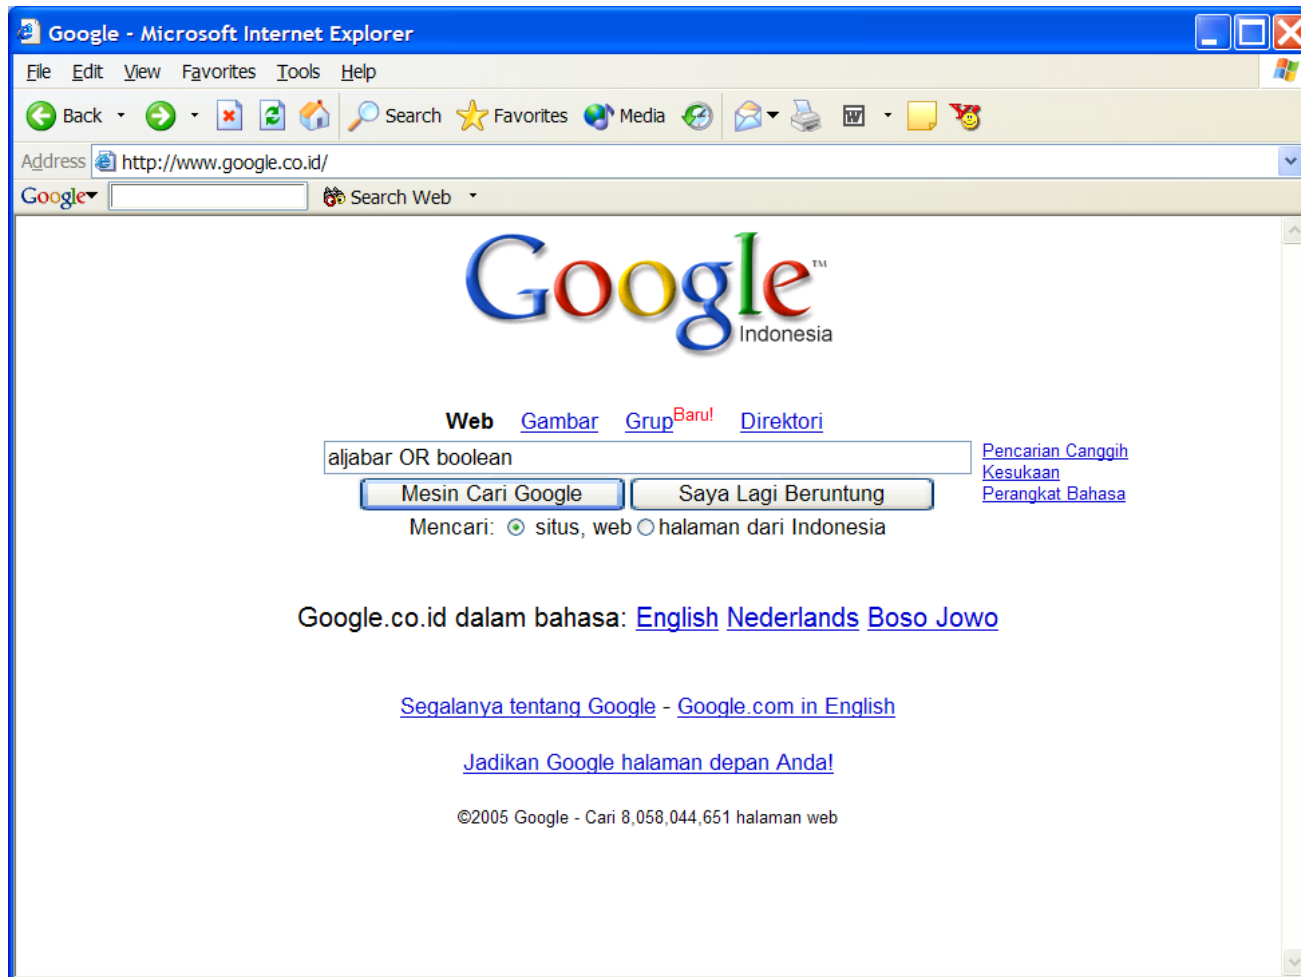 Google - Microsoft Internet Explorer
File Edit View Favorites Tools Help
Back Search Favorites Media
Address http://www.google.co.id/
Google Search Web
Google™
Indonesia
Web Gambar Grup Baru! Direktori
aljabar OR boolean
Pencarian Canggih
Kesukaan
Perangkat Bahasa
Mesin Cari Google Saya Lagi Beruntung
Mencari: situs, web halaman dari Indonesia
Google.co.id dalam bahasa: English Nederlands Boso Jowo
Segalanya tentang Google - Google.com in English
Jadikan Google halaman depan Anda!
©2005 Google - Cari 8,058,044,651 halaman web